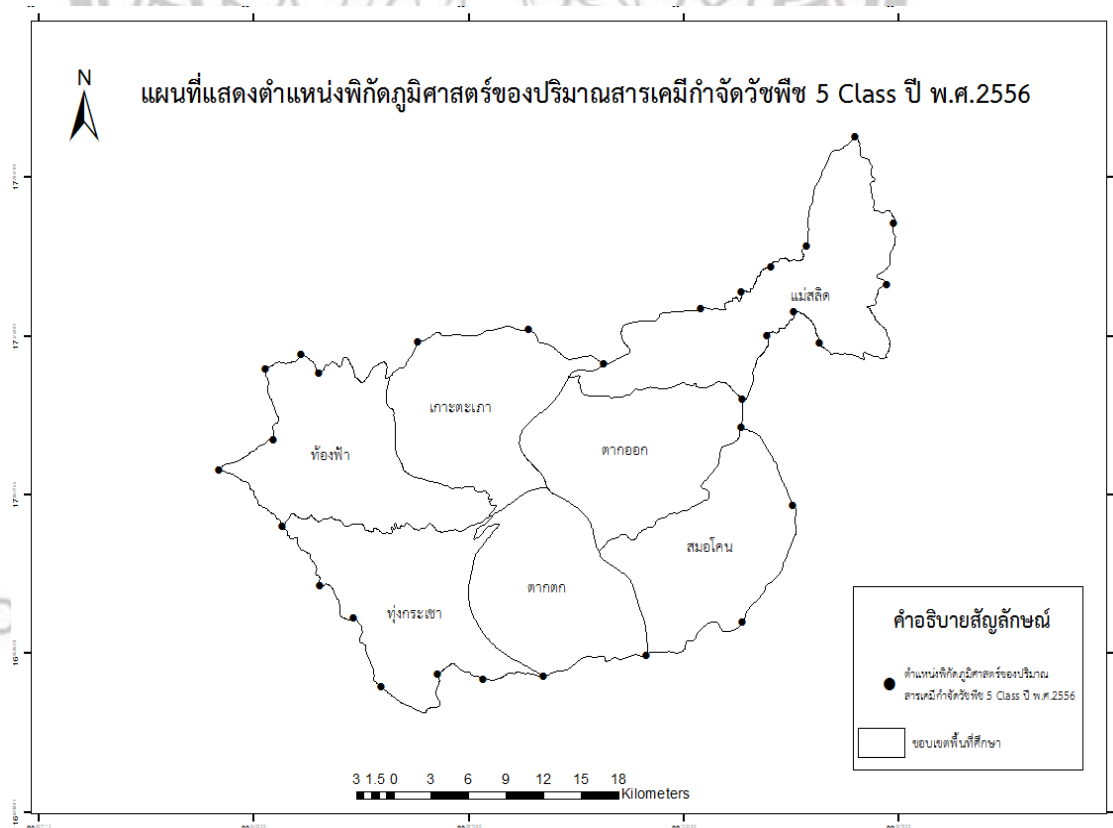 N
แผนที่แสดงตำแหน่งพิกัดภูมิศาสตร์ของปริมาณสารเคมีกำจัดวัชพืช 5 Class ปี พ.ศ.2556
แม่สลิด
เกาะตะเภา
ท้องฟ้า
ตากออก
สมอโคน
ตากตก
ทุ่งกระเชา
คำอธิบายสัญลักษณ์
ตำแหน่งพิกัดภูมิศาสตร์ของปริมาณ
สารเคมีกำจัดวัชพืช 5 Class ปี พ.ศ.2556
ขอบเขตพื้นที่ศึกษา
3 1.5 0 3 6 9 12 15 18
Kilometers